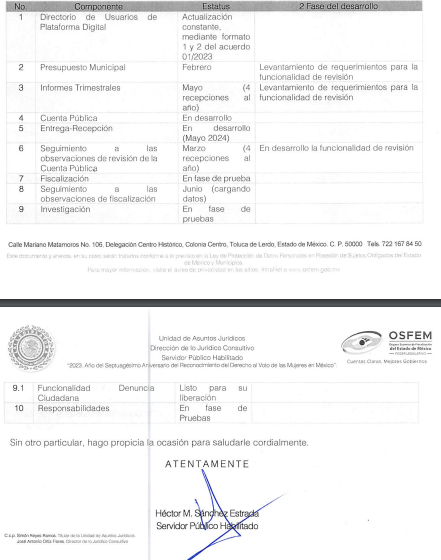 No. Componente Estatus 2 Fase del desarrollo
1 Directorio de Usuarios de Plataforma Digital Actualización constante, mediante formato 1 y 2 del acuerdo 01/2023
2 Presupuesto Municipal Febrero Levantamiento de requerimientos para la funcionalidad de revisión
3 Informes Trimestrales Mayo (4 recepciones al año) Levantamiento de requerimientos para la funcionalidad de revisión
4 Cuenta Pública En desarrollo
5 Entrega-Recepción En desarrollo (Mayo 2024)
6 Seguimiento a las observaciones de revisión de la Cuenta Pública Marzo (4 recepciones al año) En desarrollo la funcionalidad de revisión
7 Fiscalización En fase de prueba
8 Seguimiento a las observaciones de fiscalización Junio (cargando datos)
9 Investigación En fase de pruebas
Calle Mariano Matamoros No. 106, Delegación Centro Histórico, Colonia Centro, Toluca de Lerdo, Estado de México. C. P. 50000 Tels. 722 167 84 50
Este documento y anexos, en su caso, serán tratados conforme a lo previsto en la Ley de Protección de Datos Personales en Posesión de Sujetos Obligados del Estado
de México y Municipios.
Para mayor información, visite el aviso de privacidad en los sitios:
Unidad de Asuntos Jurídicos
Dirección de lo Jurídico Consultivo
Servidor Público Habilitado
"2023. Año del Septuagésimo Aniversario del Reconocimiento del Derecho al Voto de las Mujeres en México".
OSFEM
Órgano Superior de Fiscalización
del Estado de México
PODER LEGISLATIVO
Cuentas Claras, Mejores Gobiernos
9.1 Funcionalidad Denuncia Ciudadana Listo para su liberación
10 Responsabilidades En fase de Pruebas
Sin otro particular, hago propicia la ocasión para saludarle cordialmente.
ATENTAMENTE
Héctor M. Sánchez Estrada
Servidor Público Habilitado
C.c.p. Simón Reyes Ramos, Titular de la Unidad de Asuntos Jurídicos.
José Antonio Ortiz Flores, Director de lo Jurídico Consultivo